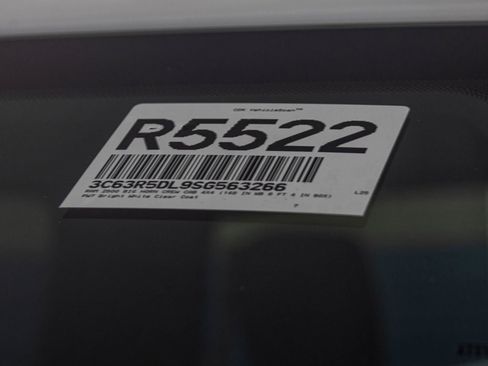 CDK VehicleScan™
R5522
3C63R5DL9SG563266
RAM 2500 BIG HORN CREW CAB 4X4 (149 IN WB 6 FT 4 IN BOX)
PW7 Bright White Clear Coat
L25
7